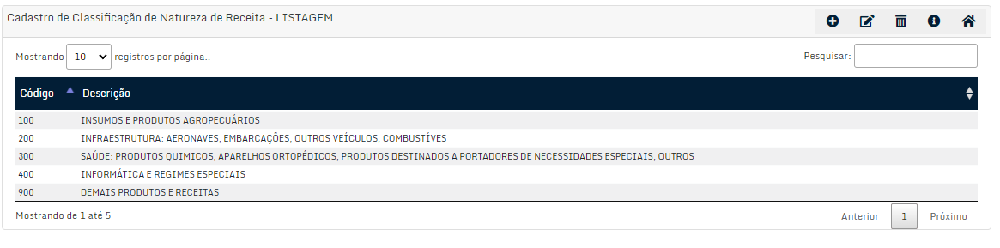 Cadastro de Classificação de Natureza de Receita - LISTAGEM
Mostrando 10 registros por página.. Pesquisar:
Código Descrição
100 INSUMOS E PRODUTOS AGROPECUÁRIOS
200 INFRAESTRUTURA: AERONAVES, EMBARCAÇÕES, OUTROS VEÍCULOS, COMBUSTÍVES
300 SAÚDE: PRODUTOS QUIMICOS, APARELHOS ORTOPÉDICOS, PRODUTOS DESTINADOS A PORTADORES DE NECESSIDADES ESPECIAIS, OUTROS
400 INFORMÁTICA E REGIMES ESPECIAIS
900 DEMAIS PRODUTOS E RECEITAS
Mostrando de 1 até 5 Anterior 1 Próximo